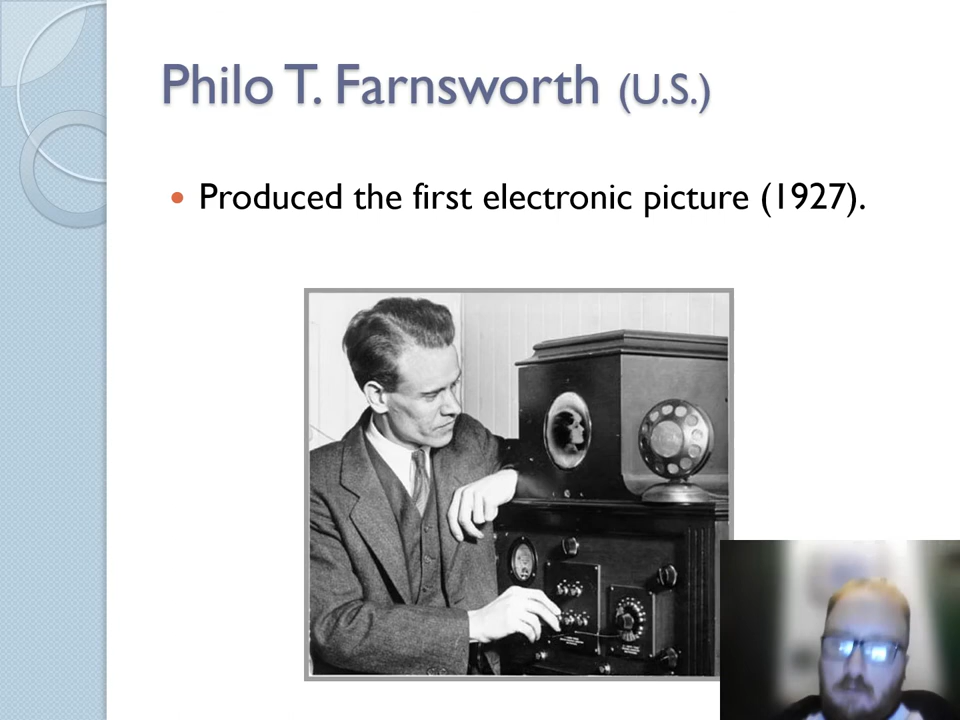 Philo T. Farnsworth (U.S.)
Produced the first electronic picture (1927).